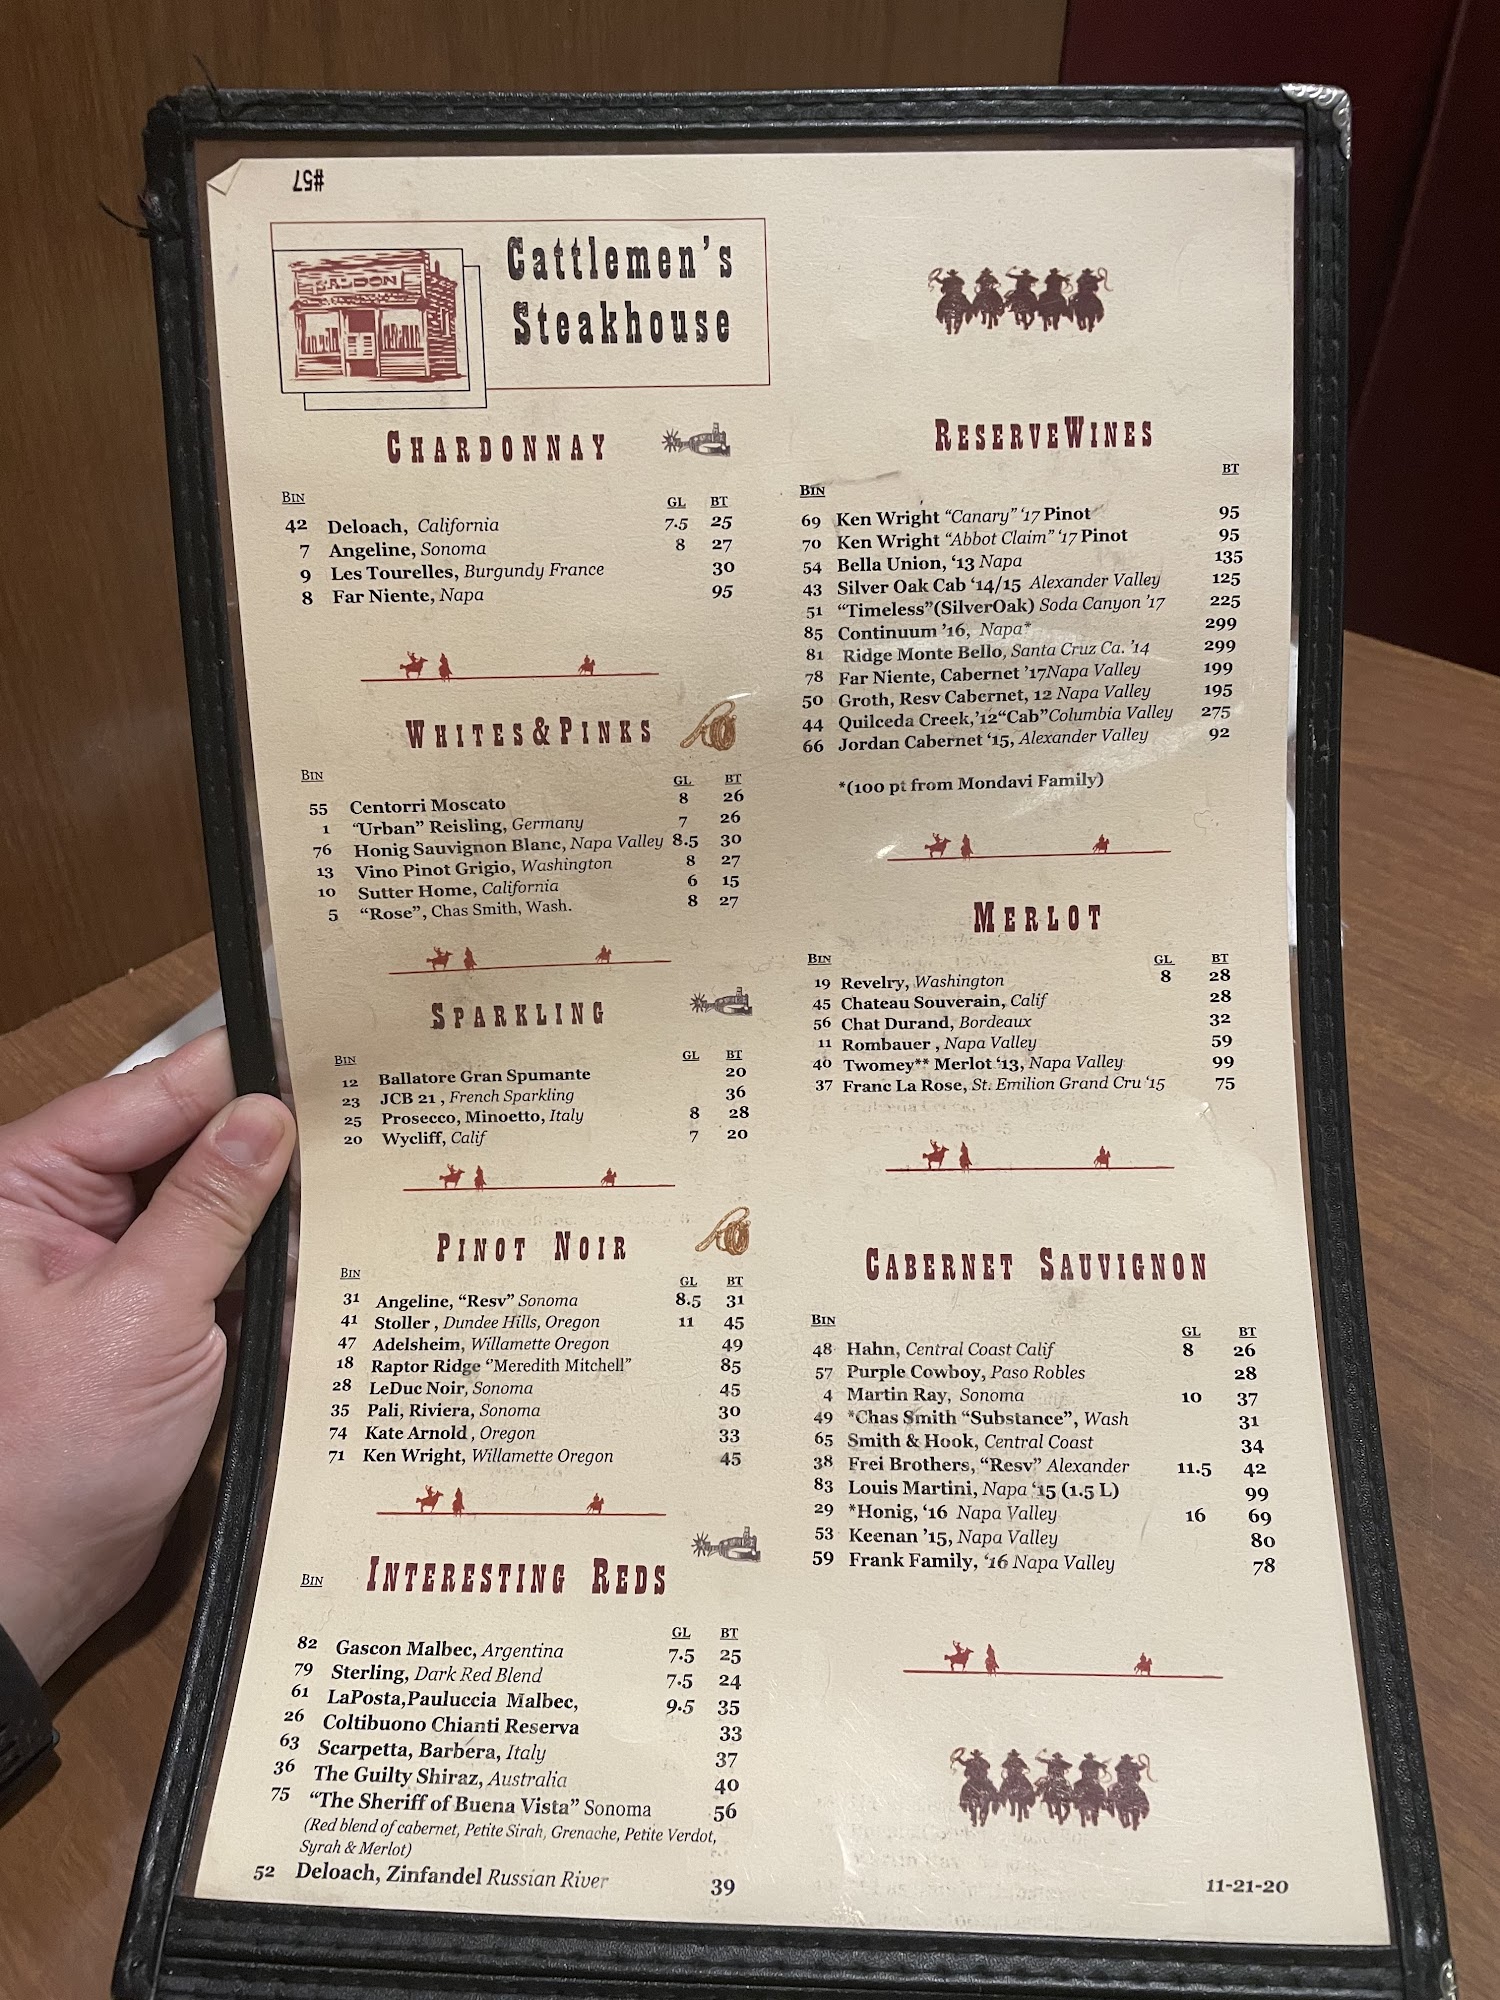 #57
SALOON
Cattlemen's
Steakhouse
CHARDONNAY
BIN GL BT
42 Deloach, California 7.5 25
7 Angeline, Sonoma 8 27
9 Les Tourelles, Burgundy France 30
8 Far Niente, Napa 95
WHITES&PINKS
BIN GL BT
55 Centorri Moscato 8 26
1 "Urban" Reisling, Germany 7 26
76 Honig Sauvignon Blanc, Napa Valley 8.5 30
13 Vino Pinot Grigio, Washington 8 27
10 Sutter Home, California 6 15
5 "Rose", Chas Smith, Wash. 8 27
SPARKLING
BIN GL BT
12 Ballatore Gran Spumante 20
23 JCB 21 , French Sparkling 36
25 Prosecco, Minoetto, Italy 8 28
20 Wycliff, Calif 7 20
PINOT NOIR
BIN GL BT
31 Angeline, "Resv" Sonoma 8.5 31
41 Stoller , Dundee Hills, Oregon 11 45
47 Adelsheim, Willamette Oregon 49
18 Raptor Ridge "Meredith Mitchell" 85
28 LeDuc Noir, Sonoma 45
35 Pali, Riviera, Sonoma 30
74 Kate Arnold , Oregon 33
71 Ken Wright, Willamette Oregon 45
BIN INTERESTING REDS
GL BT
82 Gascon Malbec, Argentina 7.5 25
79 Sterling, Dark Red Blend 7.5 24
61 LaPosta,Pauluccia Malbec, 9.5 35
26 Coltibuono Chianti Reserva 33
63 Scarpetta, Barbera, Italy 37
36 The Guilty Shiraz, Australia 40
75 "The Sheriff of Buena Vista" Sonoma 56
(Red blend of cabernet, Petite Sirah, Grenache, Petite Verdot,
Syrah & Merlot)
52 Deloach, Zinfandel Russian River 39
RESERVEWINES
BT
BIN
69 Ken Wright "Canary" '17 Pinot 95
70 Ken Wright "Abbot Claim" '17 Pinot 95
54 Bella Union, '13 Napa 135
43 Silver Oak Cab '14/15 Alexander Valley 125
51 "Timeless"(SilverOak) Soda Canyon '17 225
85 Continuum '16, Napa* 299
81 Ridge Monte Bello, Santa Cruz Ca. '14 299
78 Far Niente, Cabernet '17Napa Valley 199
50 Groth, Resv Cabernet, 12 Napa Valley 195
44 Quilceda Creek,'12"Cab"Columbia Valley 275
66 Jordan Cabernet '15, Alexander Valley 92
*(100 pt from Mondavi Family)
MERLOT
BIN GL BT
19 Revelry, Washington 8 28
45 Chateau Souverain, Calif 28
56 Chat Durand, Bordeaux 32
11 Rombauer , Napa Valley 59
40 Twomey** Merlot '13, Napa Valley 99
37 Franc La Rose, St. Emilion Grand Cru '15 75
CABERNET SAUVIGNON
BIN GL BT
48 Hahn, Central Coast Calif 8 26
57 Purple Cowboy, Paso Robles 28
4 Martin Ray, Sonoma 10 37
49 *Chas Smith "Substance", Wash 31
65 Smith & Hook, Central Coast 34
38 Frei Brothers, "Resv" Alexander 11.5 42
83 Louis Martini, Napa '15 (1.5 L) 99
29 *Honig, '16 Napa Valley 16 69
53 Keenan '15, Napa Valley 80
59 Frank Family, '16 Napa Valley 78
11-21-20